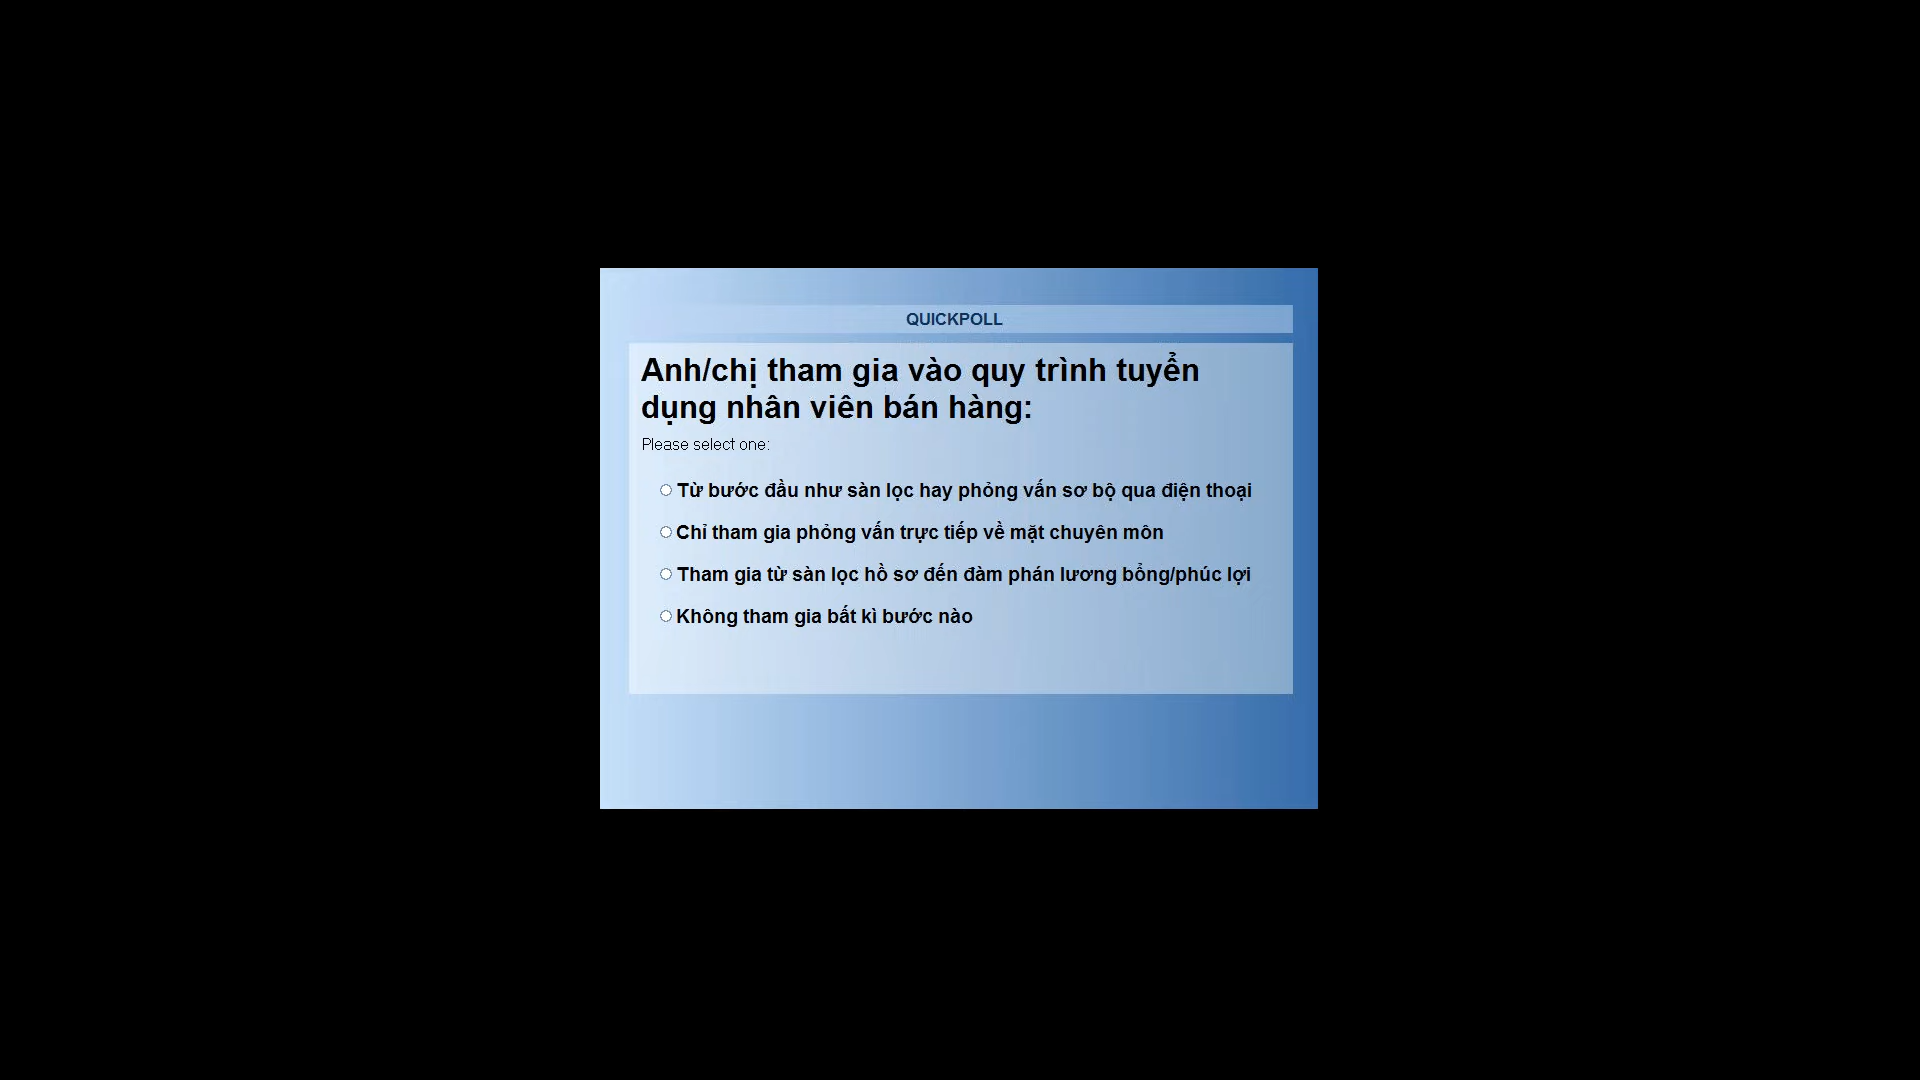 QUICKPOLL
Anh/chị tham gia vào quy trình tuyển
dụng nhân viên bán hàng:
Please select one:
Từ bước đầu như sàn lọc hay phỏng vấn sơ bộ qua điện thoại
Chỉ tham gia phỏng vấn trực tiếp về mặt chuyên môn
Tham gia từ sàn lọc hồ sơ đến đàm phán lương bổng/phúc lợi
Không tham gia bất kì bước nào